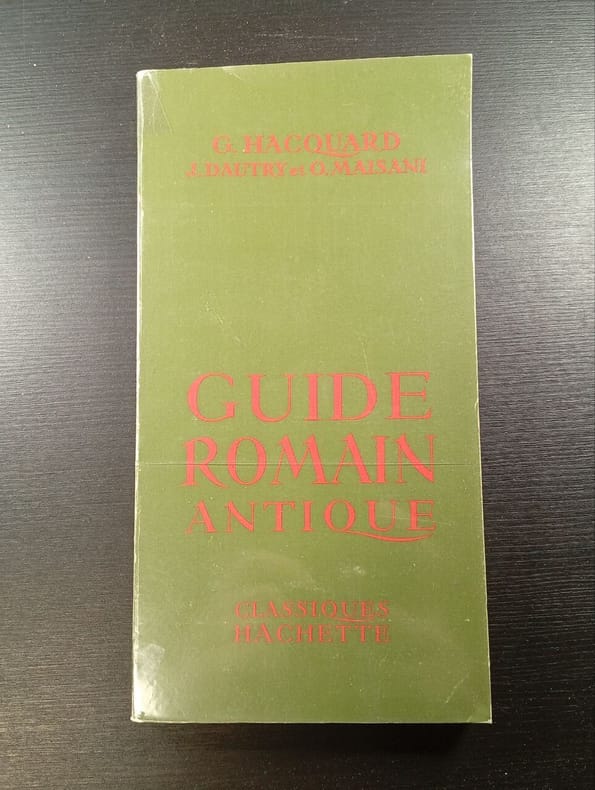 G. HACQUARD
J. DAUTRY et O. MAISANI
GUIDE
ROMAIN
ANTIQUE
CLASSIQUES
HACHETTE